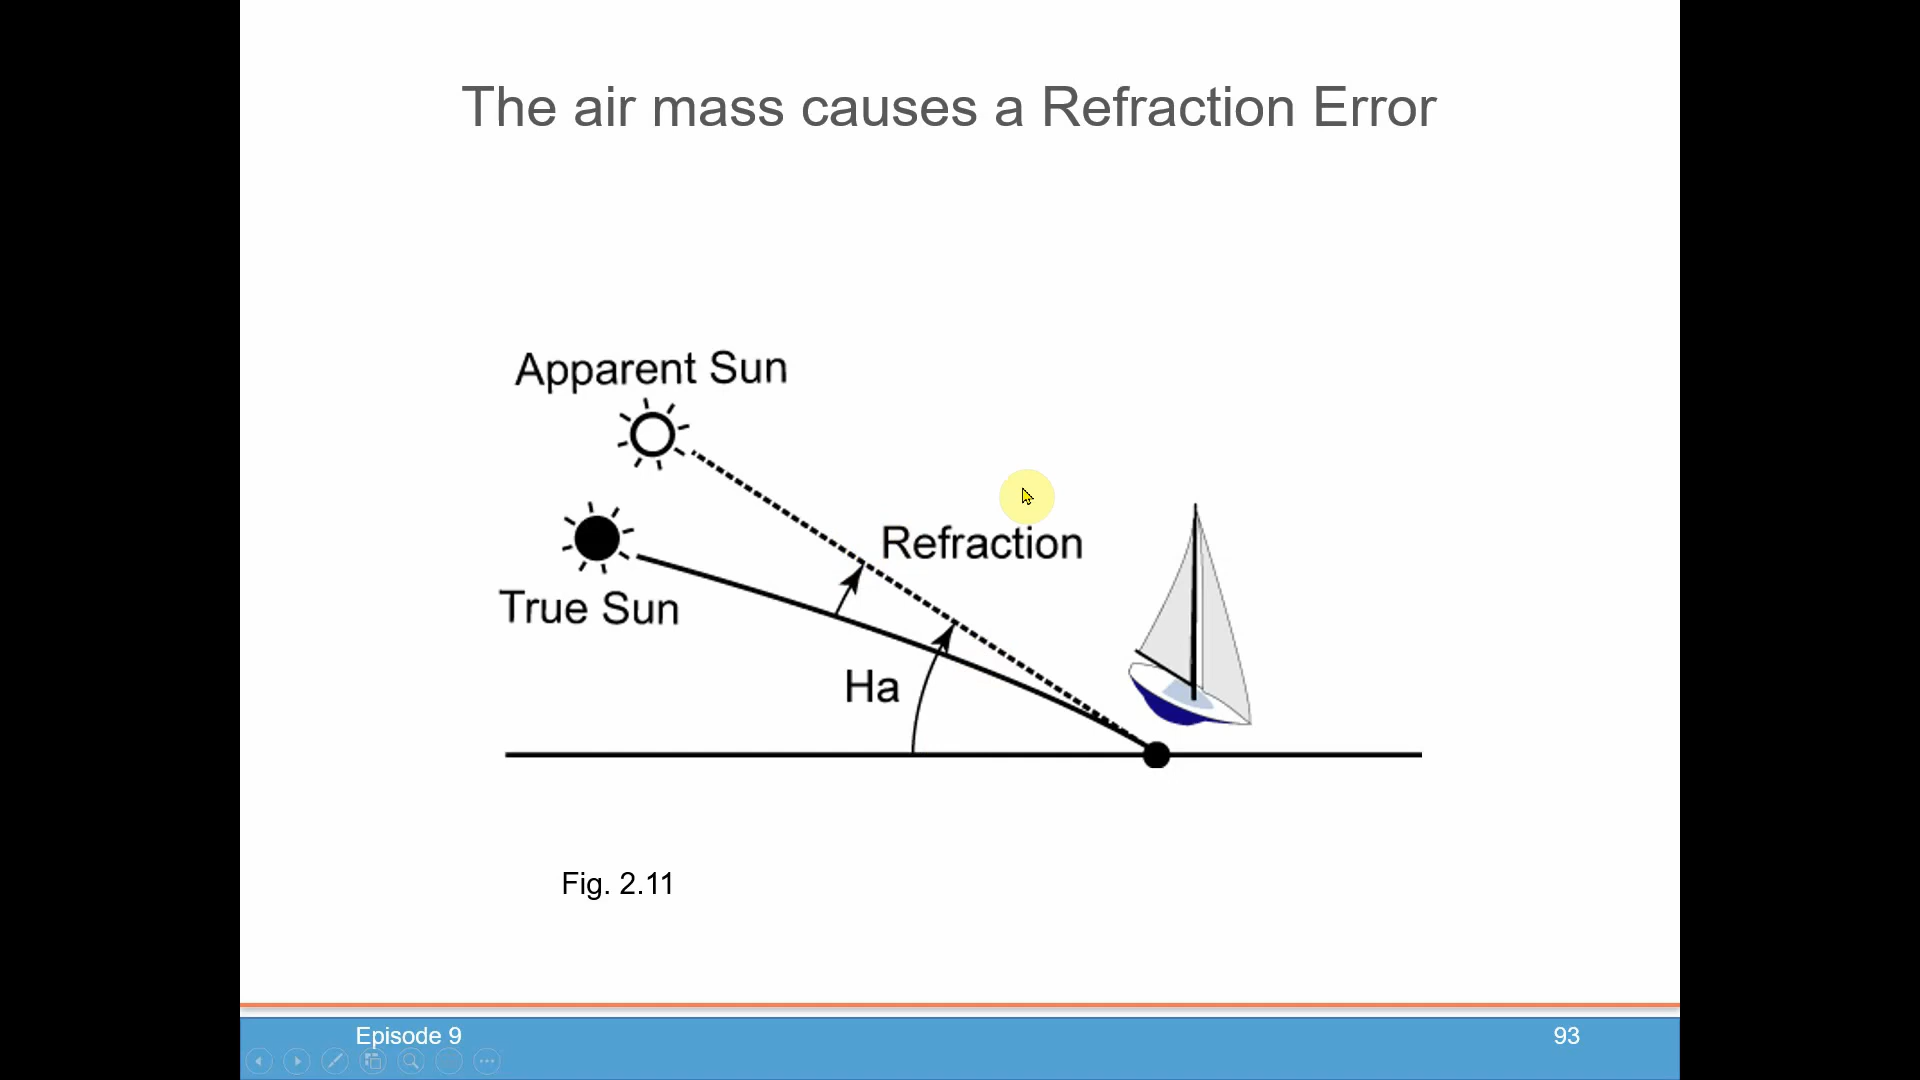 The air mass causes a Refraction Error
Apparent Sun
Refraction
True Sun
Ha
Fig. 2.11
Episode 9
93